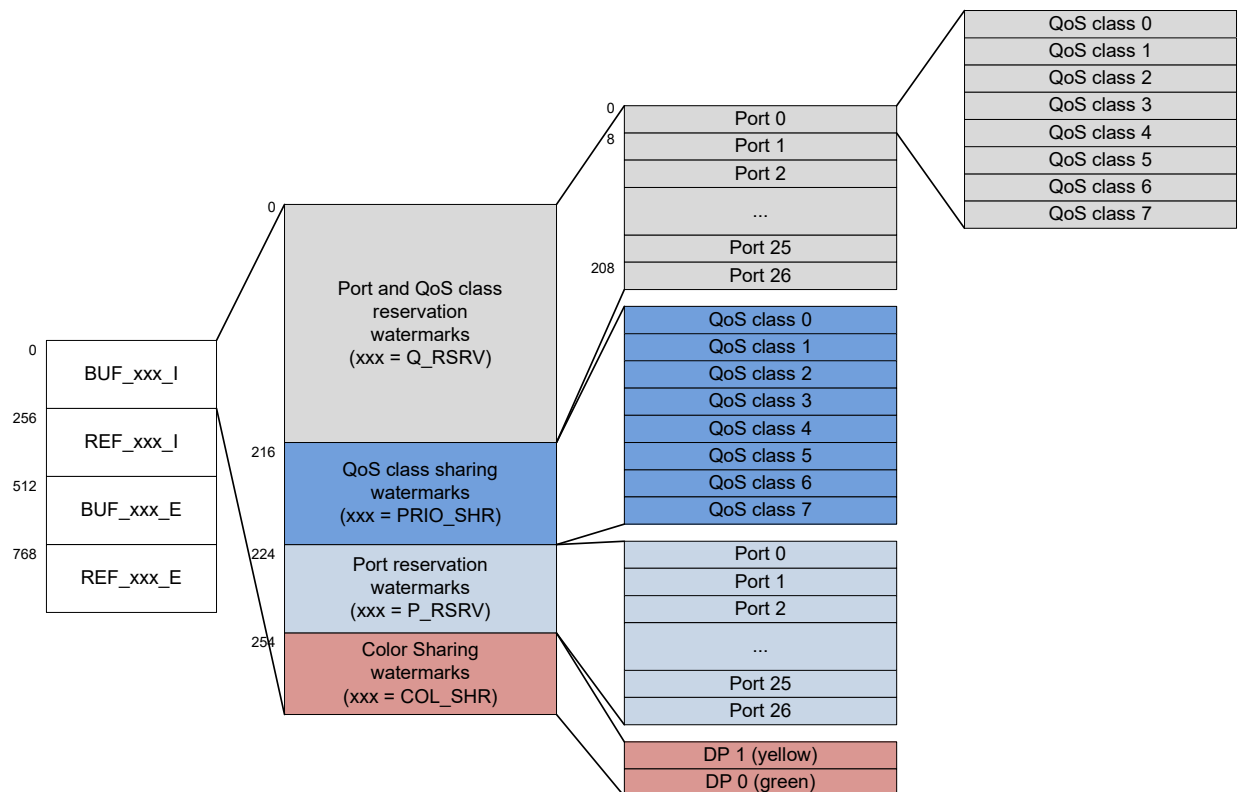 0
BUF_xxx_I
256
REF_xxx_I
512
BUF_xxx_E
768
REF_xxx_E
0
Port and QoS class
reservation
watermarks
(xxx = Q_RSRV)
216
QoS class sharing
watermarks
(xxx = PRIO_SHR)
224
Port reservation
watermarks
(xxx = P_RSRV)
254
Color Sharing
watermarks
(xxx = COL_SHR)
0
Port 0
8
Port 1
Port 2
...
Port 25
208
Port 26
QoS class 0
QoS class 1
QoS class 2
QoS class 3
QoS class 4
QoS class 5
QoS class 6
QoS class 7
Port 0
Port 1
Port 2
...
Port 25
Port 26
DP 1 (yellow)
DP 0 (green)
QoS class 0
QoS class 1
QoS class 2
QoS class 3
QoS class 4
QoS class 5
QoS class 6
QoS class 7